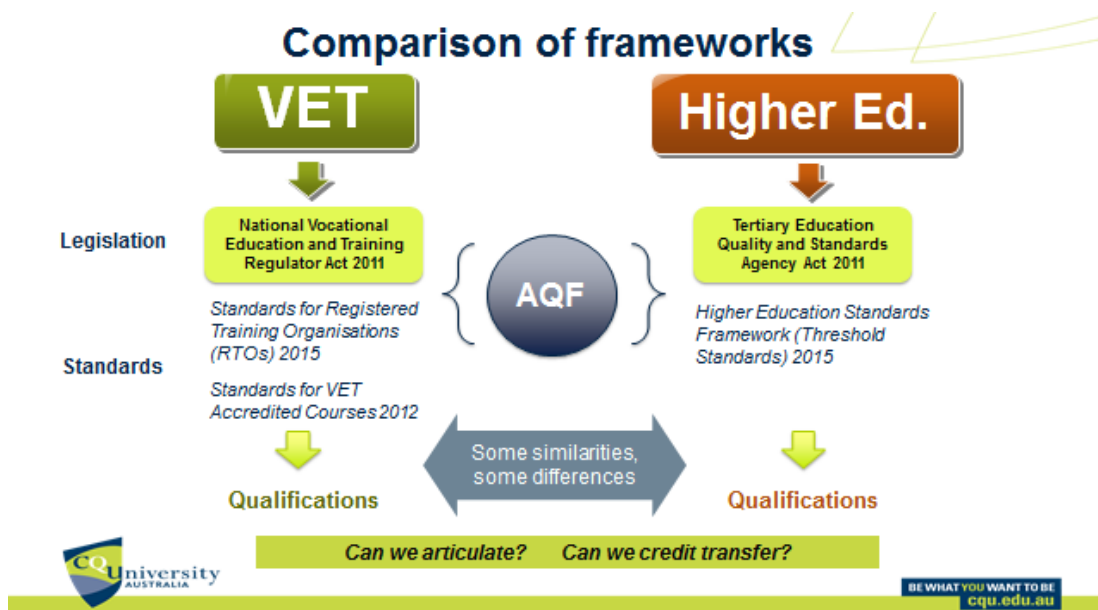 Comparison of frameworks
VET
Higher Ed.
Legislation
National Vocational
Education and Training
Regulator Act 2011
AQF
Tertiary Education
Quality and Standards
Agency Act 2011
Standards
Standards for Registered
Training Organisations
(RTOs) 2015
Standards for VET
Accredited Courses 2012
Higher Education Standards
Framework (Threshold
Standards) 2015
Some similarities,
some differences
Qualifications
Qualifications
Can we articulate? Can we credit transfer?
CQUniversity
AUSTRALIA
BE WHAT YOU WANT TO BE
cqu.edu.au